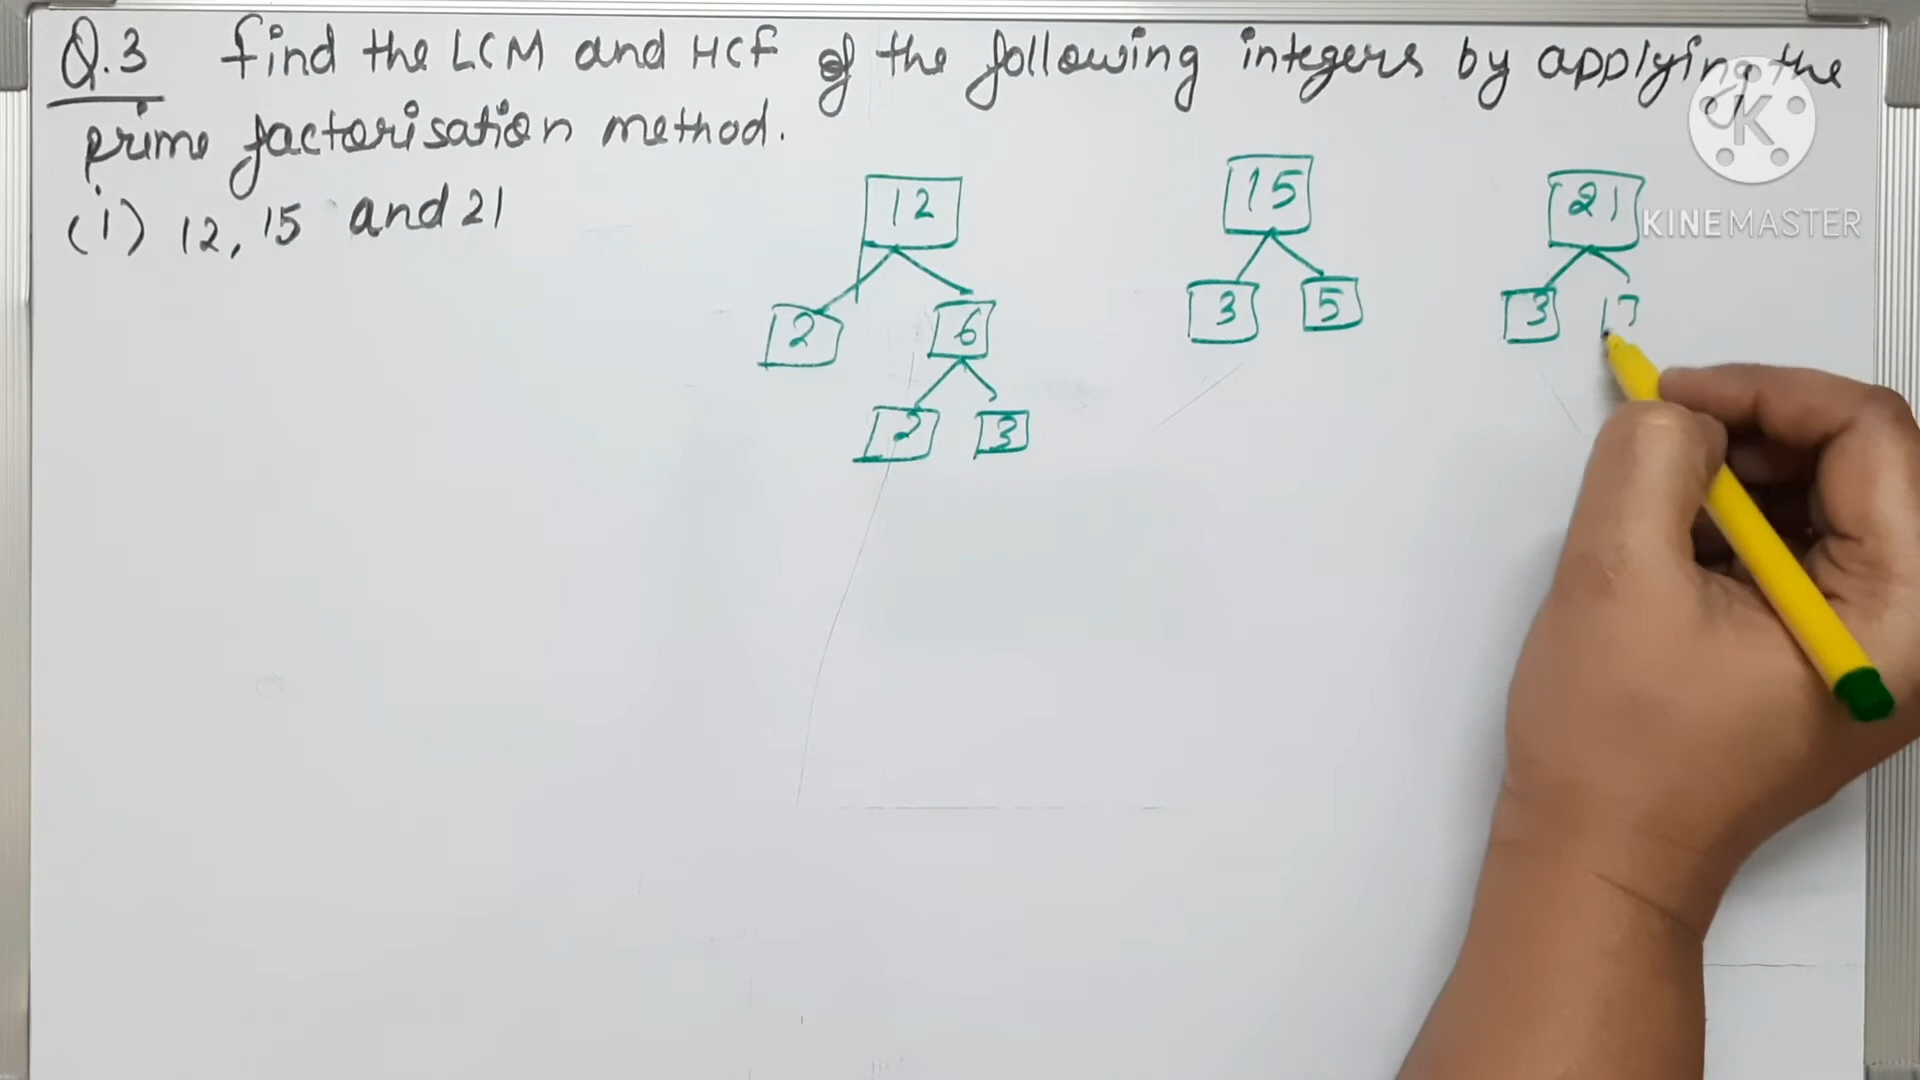 Q.3 find the LCM and HCF of the following integers by applying the
prime factorisation method.
(i) 12, 15 and 21
12
15
21
2
6
3
5
3
7
2
3
K
KINEMASTER